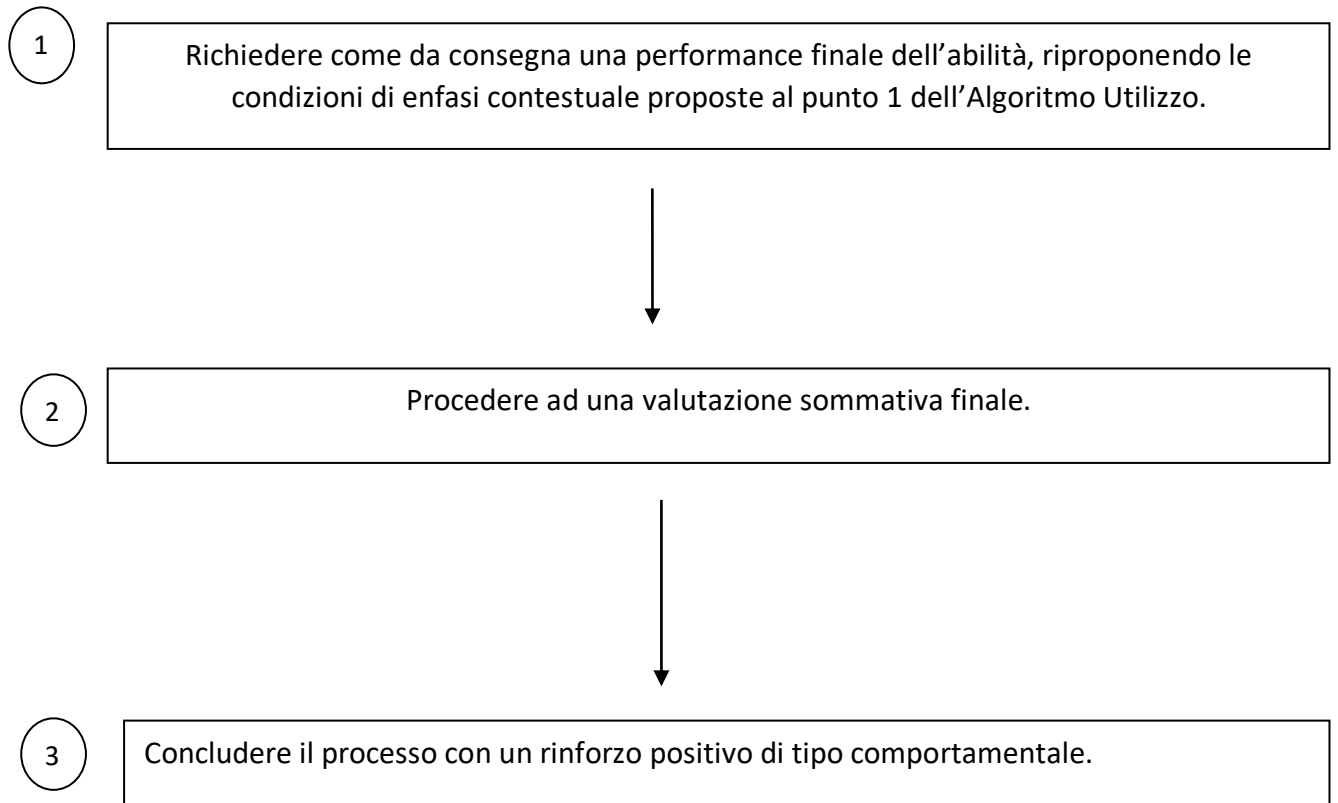 1
Richiedere come da consegna una performance finale dell’abilità, riproponendo le
condizioni di enfasi contestuale proposte al punto 1 dell’Algoritmo Utilizzo.
2
Procedere ad una valutazione sommativa finale.
3
Concludere il processo con un rinforzo positivo di tipo comportamentale.